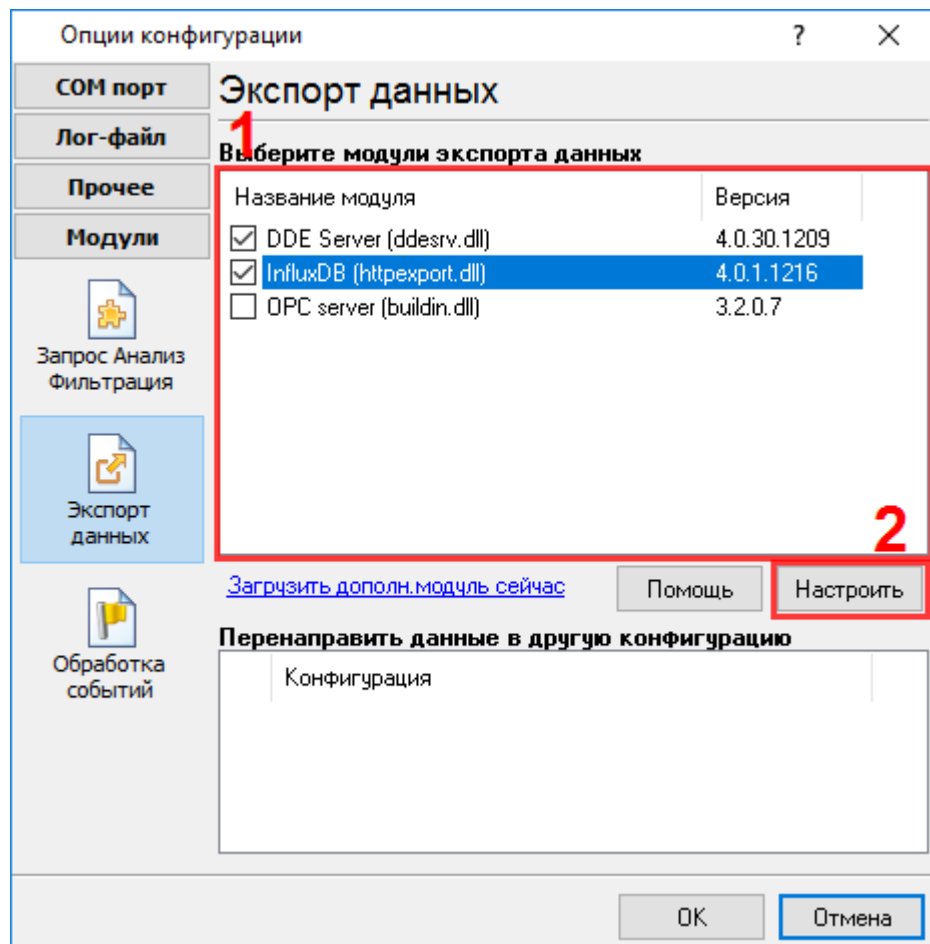 Опции конфигурации
?
COM порт
Лог-файл
Прочее
Модули
Запрос Анализ
Фильтрация
Экспорт
данных
Обработка
событий
Экспорт данных
1
Выберите модули экспорта данных
Название модуля Версия
DDE Server (ddesrv.dll) 4.0.30.1209
InfluxDB (httpexport.dll) 4.0.1.1216
OPC server (buildin.dll) 3.2.0.7
2
Загрузить дополн.модуль сейчас Помощь Настроить
Перенаправить данные в другую конфигурацию
Конфигурация
OK Отмена